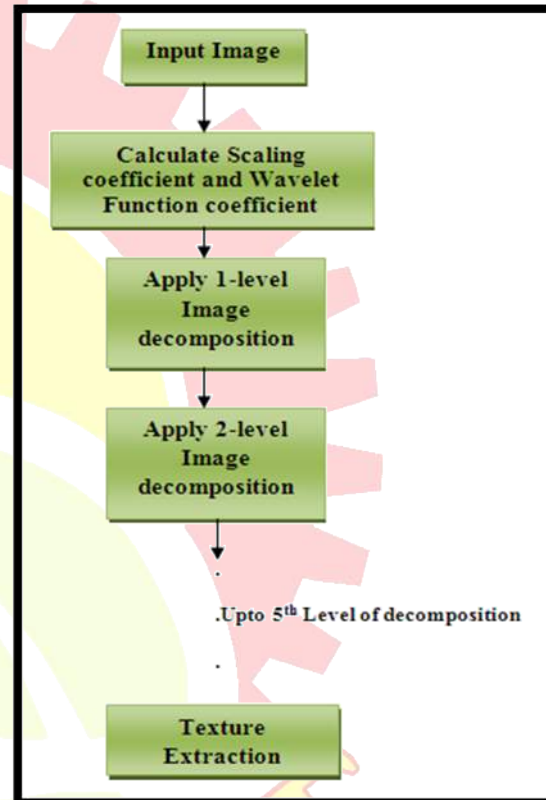 Input Image
Calculate Scaling
coefficient and Wavelet
Function coefficient
Apply 1-level
Image
decomposition
Apply 2-level
Image
decomposition
.
.Upto 5th Level of decomposition
.
Texture
Extraction